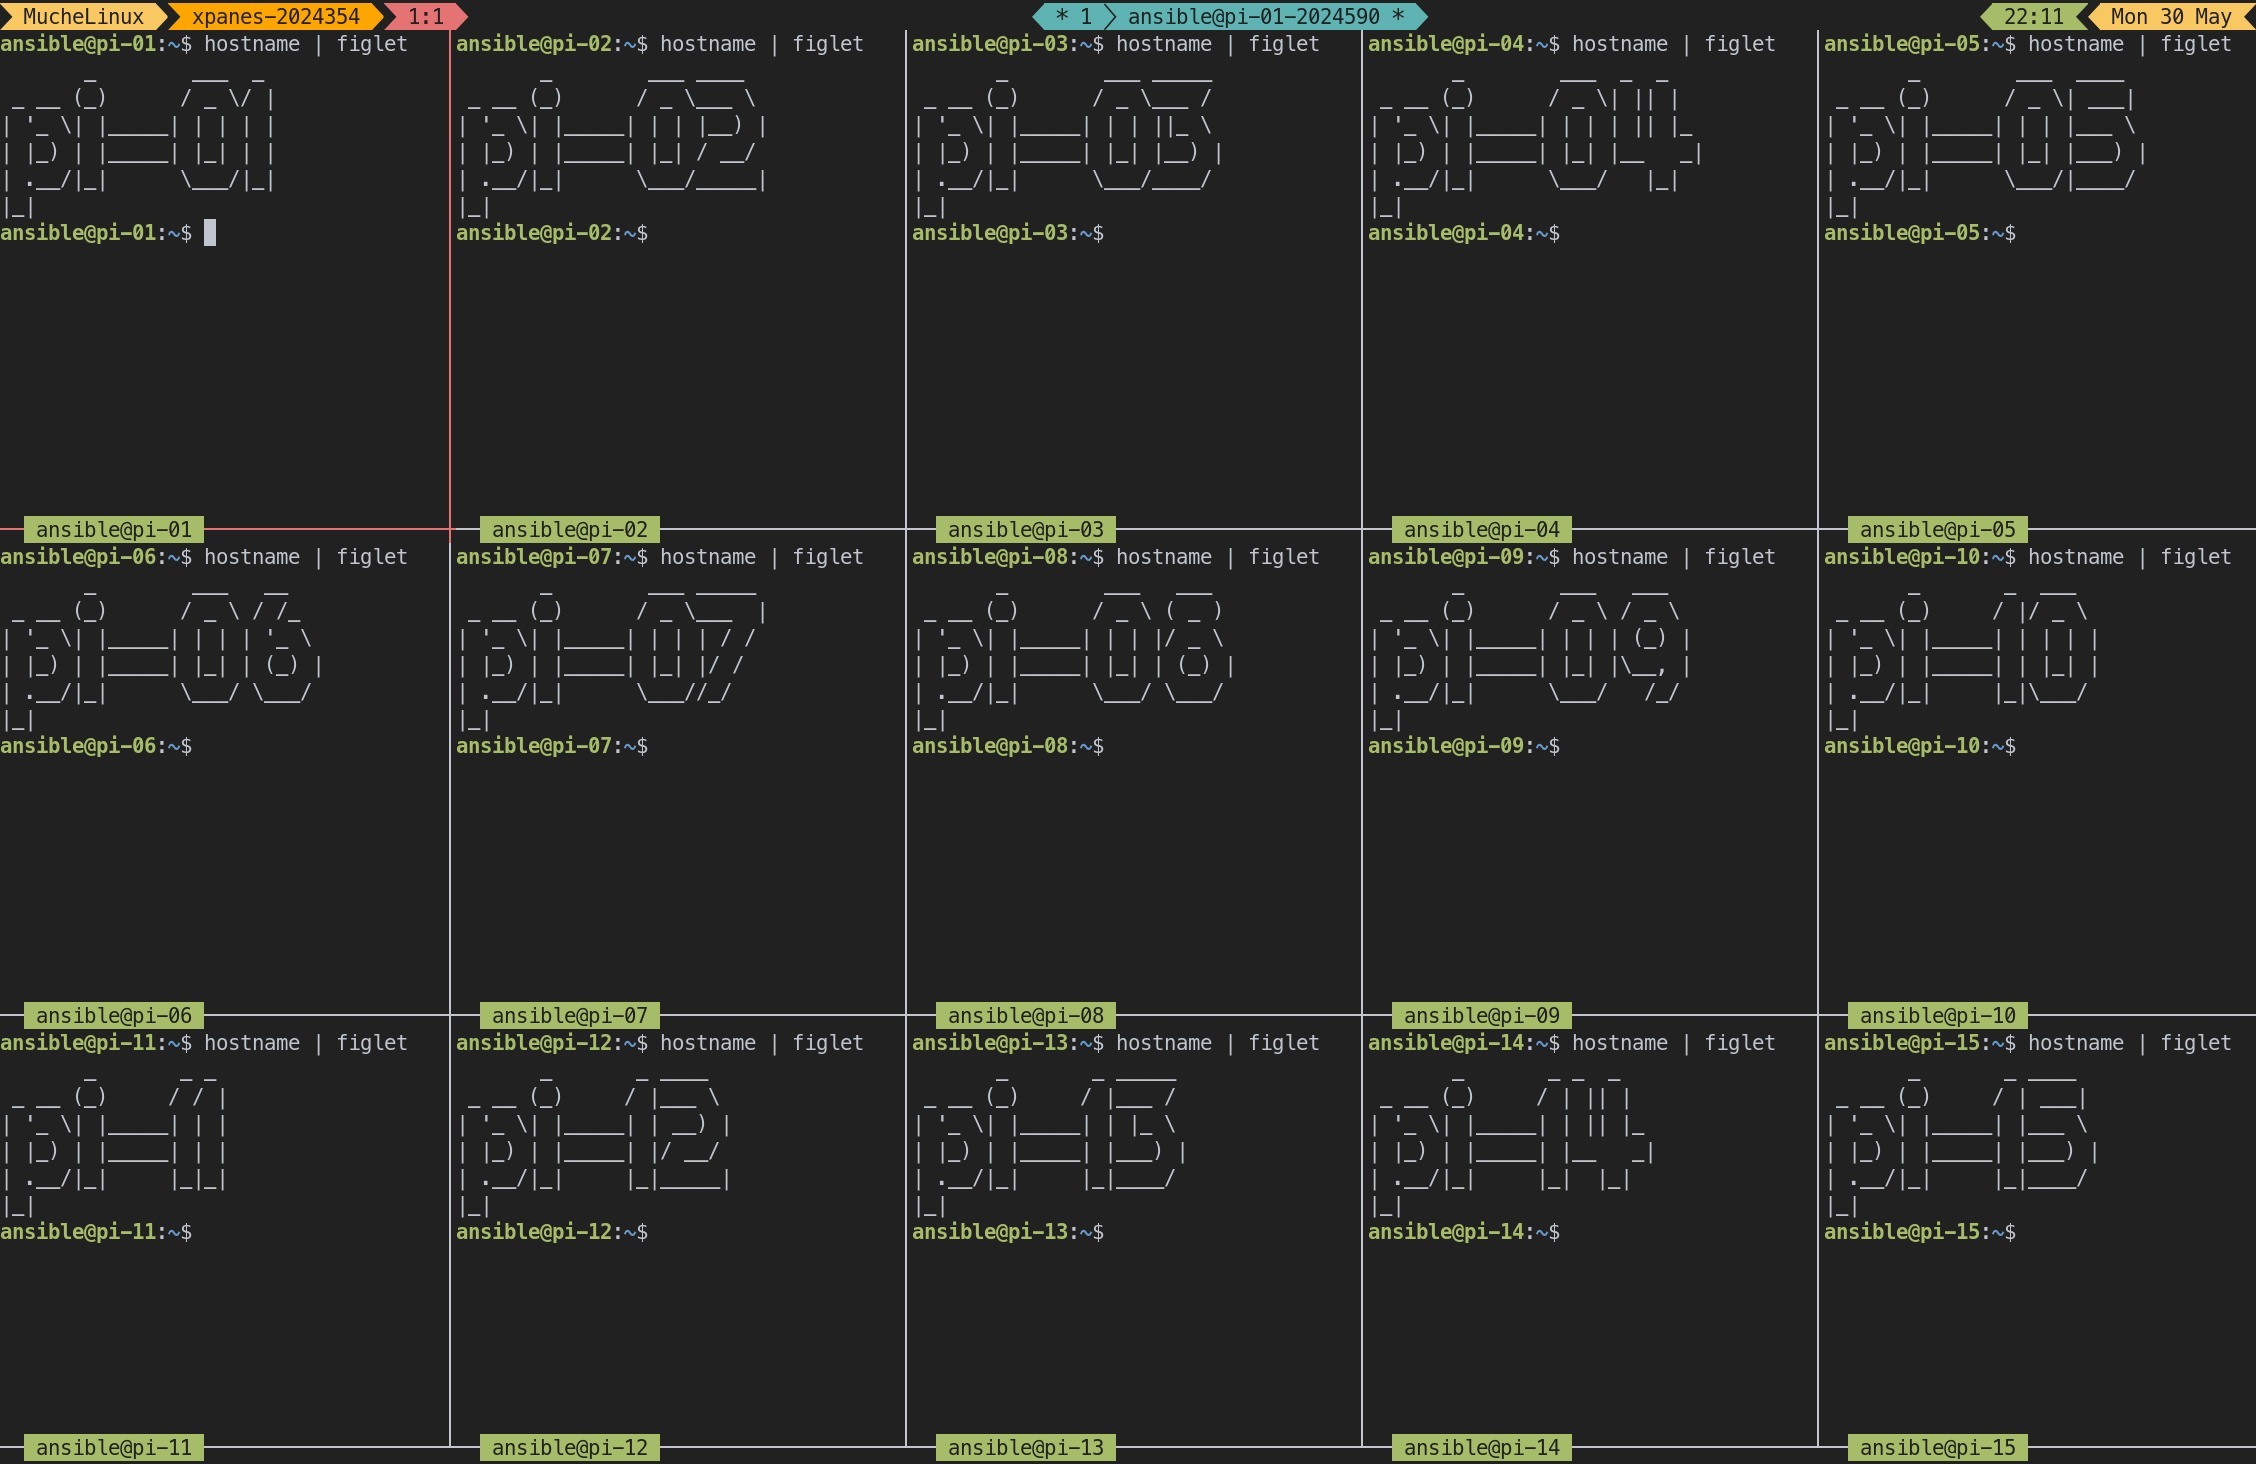 MucheLinux xpanes-2024354 1:1 * 1 ansible@pi-01-2024590 * 22:11 Mon 30 May
ansible@pi-01:~$ hostname | figlet
pi-01
ansible@pi-01:~$
ansible@pi-01
ansible@pi-02:~$ hostname | figlet
pi-02
ansible@pi-02:~$
ansible@pi-02
ansible@pi-03:~$ hostname | figlet
pi-03
ansible@pi-03:~$
ansible@pi-03
ansible@pi-04:~$ hostname | figlet
pi-04
ansible@pi-04:~$
ansible@pi-04
ansible@pi-05:~$ hostname | figlet
pi-05
ansible@pi-05:~$
ansible@pi-05
ansible@pi-06:~$ hostname | figlet
pi-06
ansible@pi-06:~$
ansible@pi-06
ansible@pi-07:~$ hostname | figlet
pi-07
ansible@pi-07:~$
ansible@pi-07
ansible@pi-08:~$ hostname | figlet
pi-08
ansible@pi-08:~$
ansible@pi-08
ansible@pi-09:~$ hostname | figlet
pi-09
ansible@pi-09:~$
ansible@pi-09
ansible@pi-10:~$ hostname | figlet
pi-10
ansible@pi-10:~$
ansible@pi-10
ansible@pi-11:~$ hostname | figlet
pi-11
ansible@pi-11:~$
ansible@pi-11
ansible@pi-12:~$ hostname | figlet
pi-12
ansible@pi-12:~$
ansible@pi-12
ansible@pi-13:~$ hostname | figlet
pi-13
ansible@pi-13:~$
ansible@pi-13
ansible@pi-14:~$ hostname | figlet
pi-14
ansible@pi-14:~$
ansible@pi-14
ansible@pi-15:~$ hostname | figlet
pi-15
ansible@pi-15:~$
ansible@pi-15